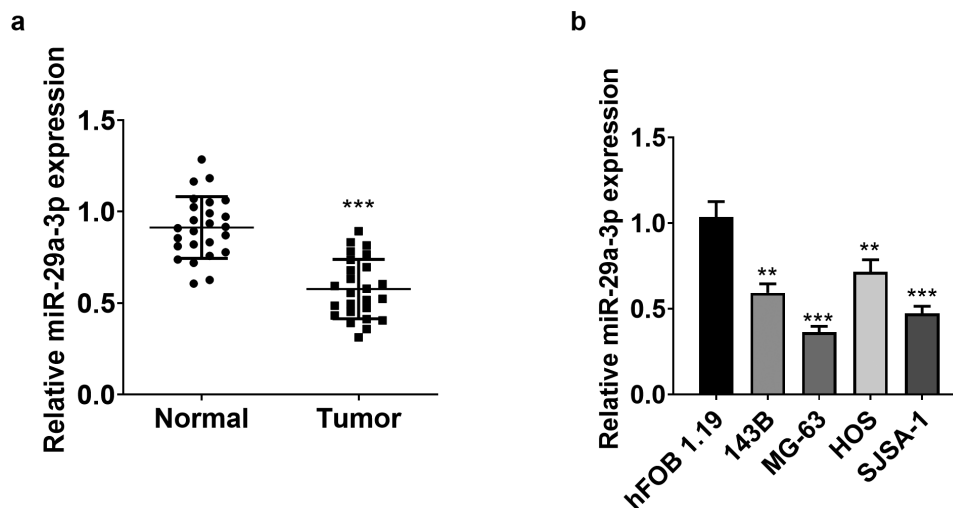 a
Relative miR-29a-3p expression
1.5
1.0
0.5
0.0
***
Normal
Tumor
b
Relative miR-29a-3p expression
1.5
1.0
0.5
0.0
**
***
**
***
hFOB 1.19
143B
MG-63
HOS
SJSA-1